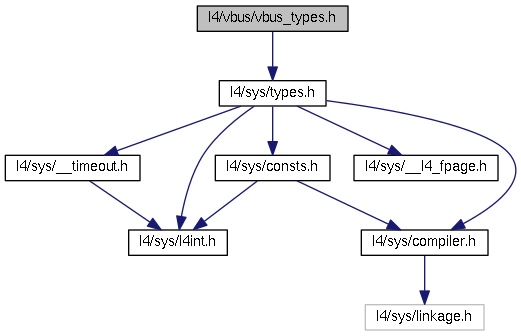 l4/vbus/vbus_types.h
l4/sys/types.h
l4/sys/__timeout.h
l4/sys/consts.h
l4/sys/__l4_fpage.h
l4/sys/l4int.h
l4/sys/compiler.h
l4/sys/linkage.h